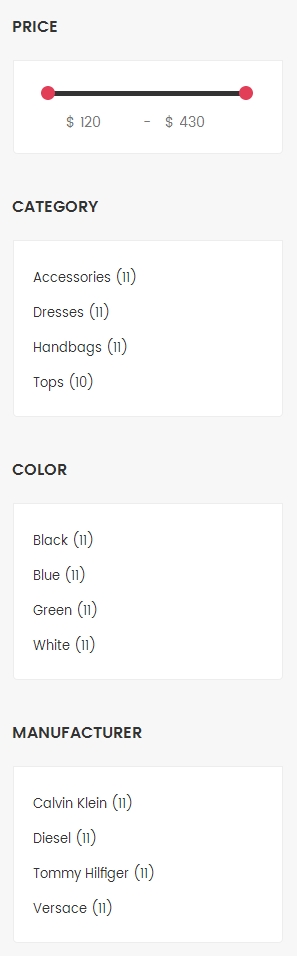 PRICE
$ 120 - $ 430
CATEGORY
Accessories (11)
Dresses (11)
Handbags (11)
Tops (10)
COLOR
Black (11)
Blue (11)
Green (11)
White (11)
MANUFACTURER
Calvin Klein (11)
Diesel (11)
Tommy Hilfiger (11)
Versace (11)